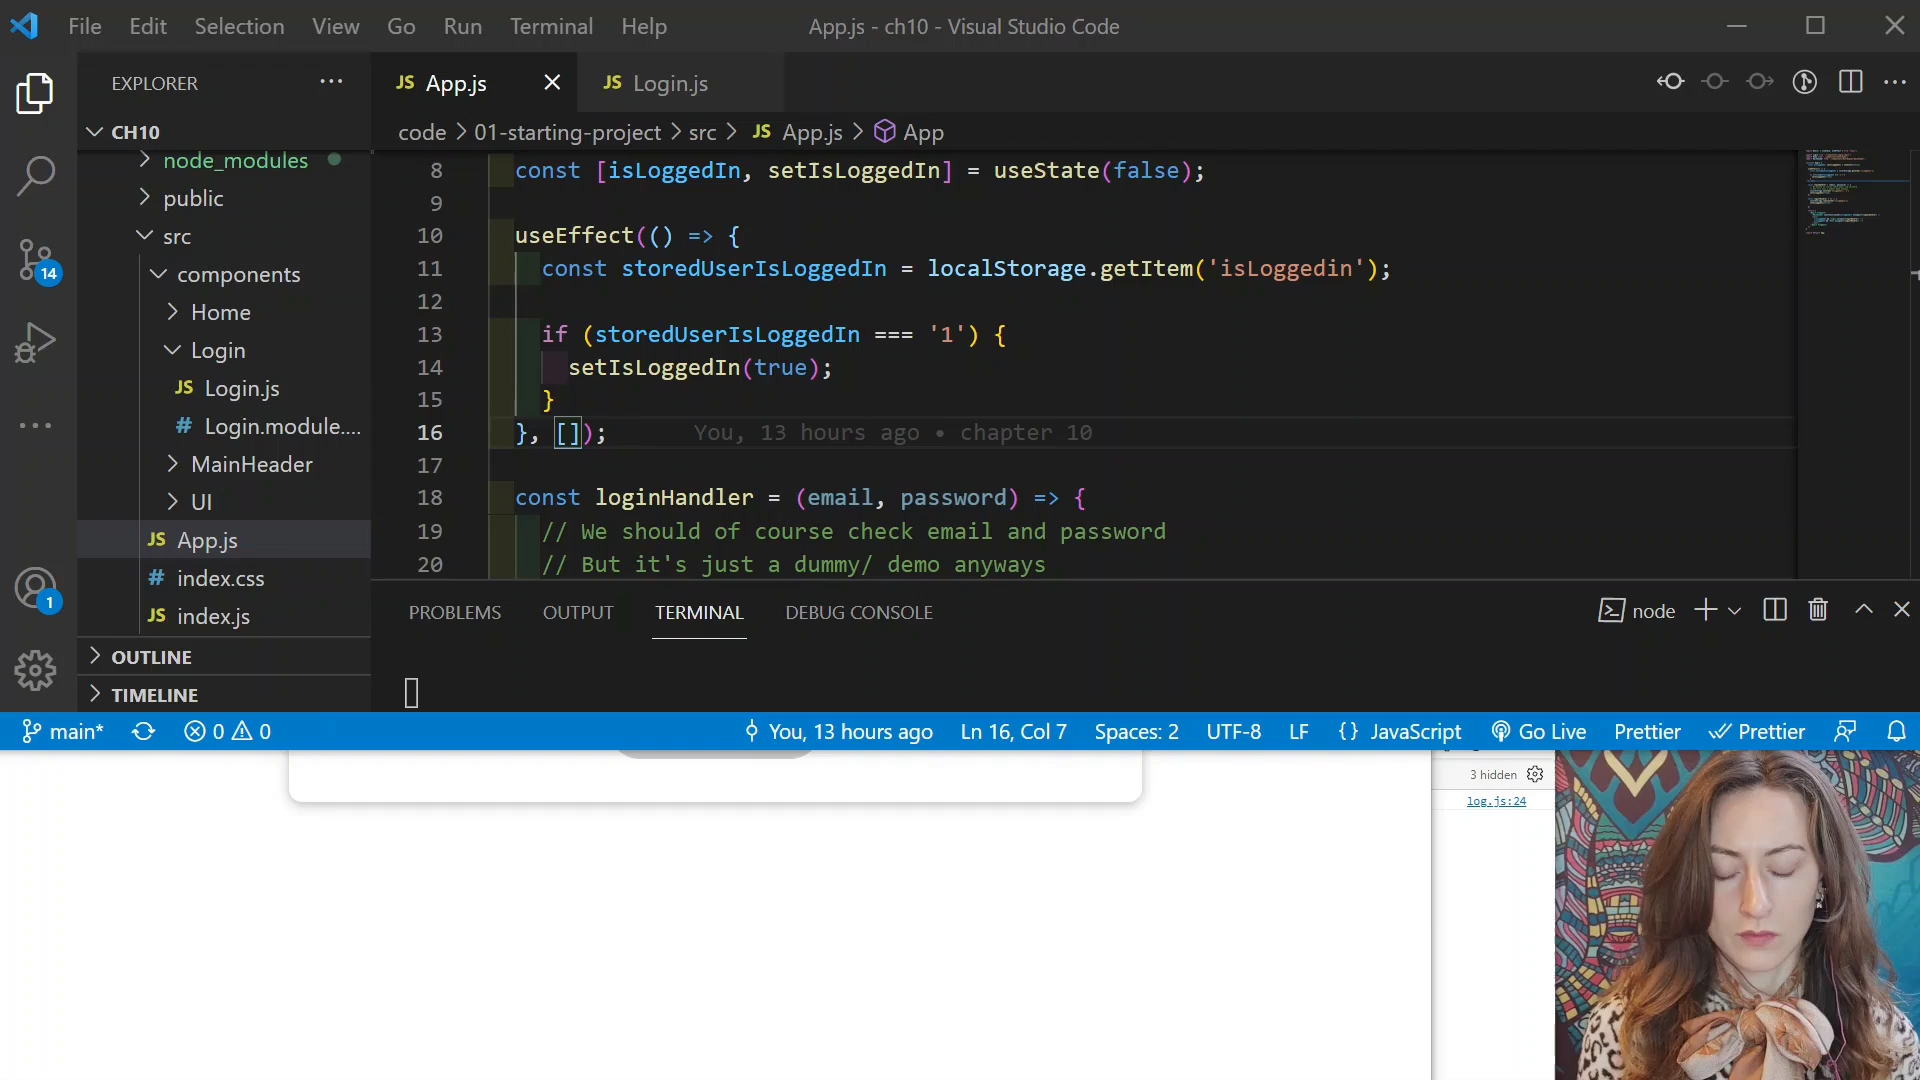 File Edit Selection View Go Run Terminal Help
App.js - ch10 - Visual Studio Code
EXPLORER
CH10
node_modules
public
src
components
Home
Login
JS Login.js
# Login.module....
MainHeader
UI
JS App.js
# index.css
JS index.js
OUTLINE
TIMELINE
14
1
JS App.js
JS Login.js
code > 01-starting-project > src > JS App.js > App
8 const [isLoggedIn, setIsLoggedIn] = useState(false);
9
10 useEffect(() => {
11 const storedUserIsLoggedIn = localStorage.getItem('isLoggedin');
12
13 if (storedUserIsLoggedIn === '1') {
14 setIsLoggedIn(true);
15 }
16 }, []); You, 13 hours ago • chapter 10
17
18 const loginHandler = (email, password) => {
19 // We should of course check email and password
20 // But it's just a dummy/ demo anyways
PROBLEMS OUTPUT TERMINAL DEBUG CONSOLE
node
main* 0 0 You, 13 hours ago Ln 16, Col 7 Spaces: 2 UTF-8 LF {} JavaScript Go Live Prettier Prettier
3 hidden
log.js:24